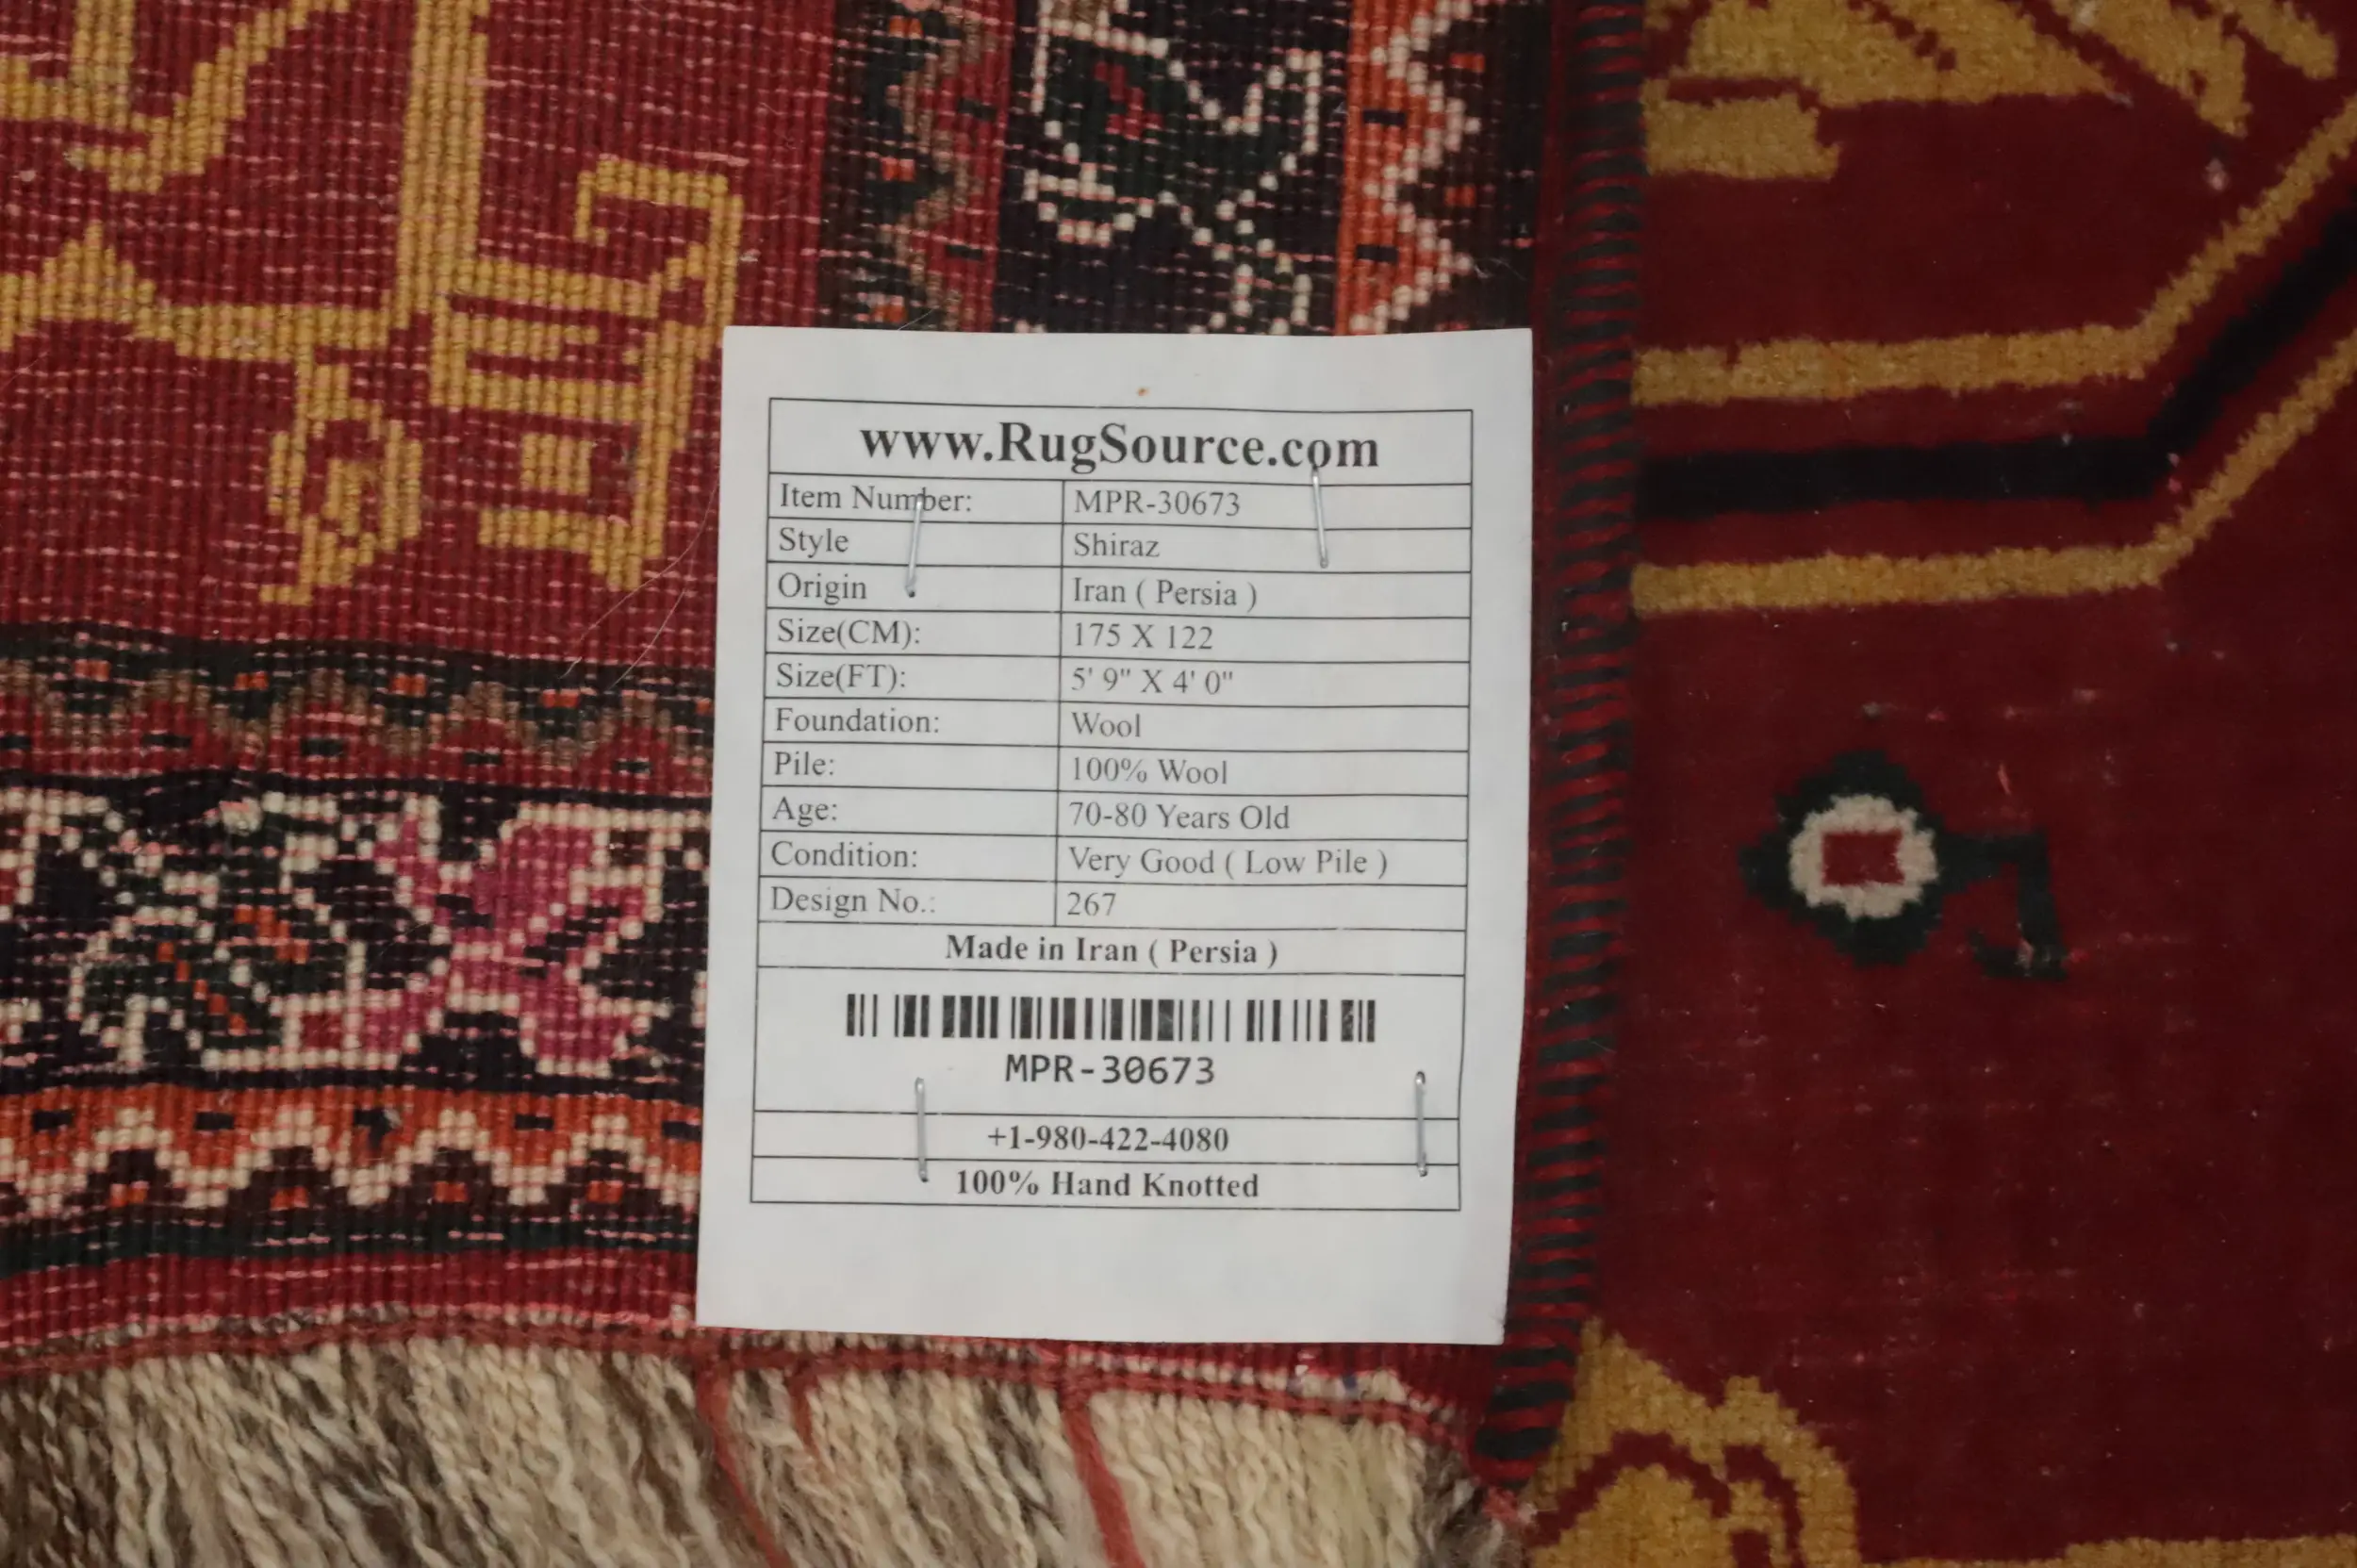 www.RugSource.com
Item Number: MPR-30673
Style Shiraz
Origin Iran ( Persia )
Size(CM): 175 X 122
Size(FT): 5' 9" X 4' 0"
Foundation: Wool
Pile: 100% Wool
Age: 70-80 Years Old
Condition: Very Good ( Low Pile )
Design No.: 267
Made in Iran ( Persia )
MPR-30673
+1-980-422-4080
100% Hand Knotted